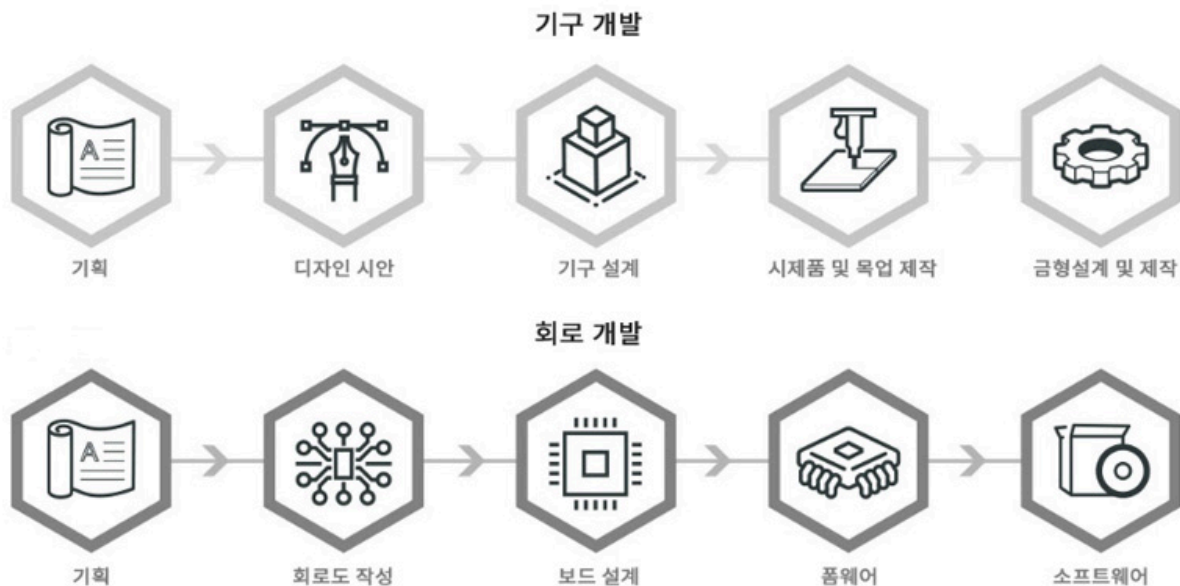 기구 개발
기획
디자인 시안
기구 설계
시제품 및 목업 제작
금형설계 및 제작
회로 개발
기획
회로도 작성
보드 설계
폼웨어
소프트웨어